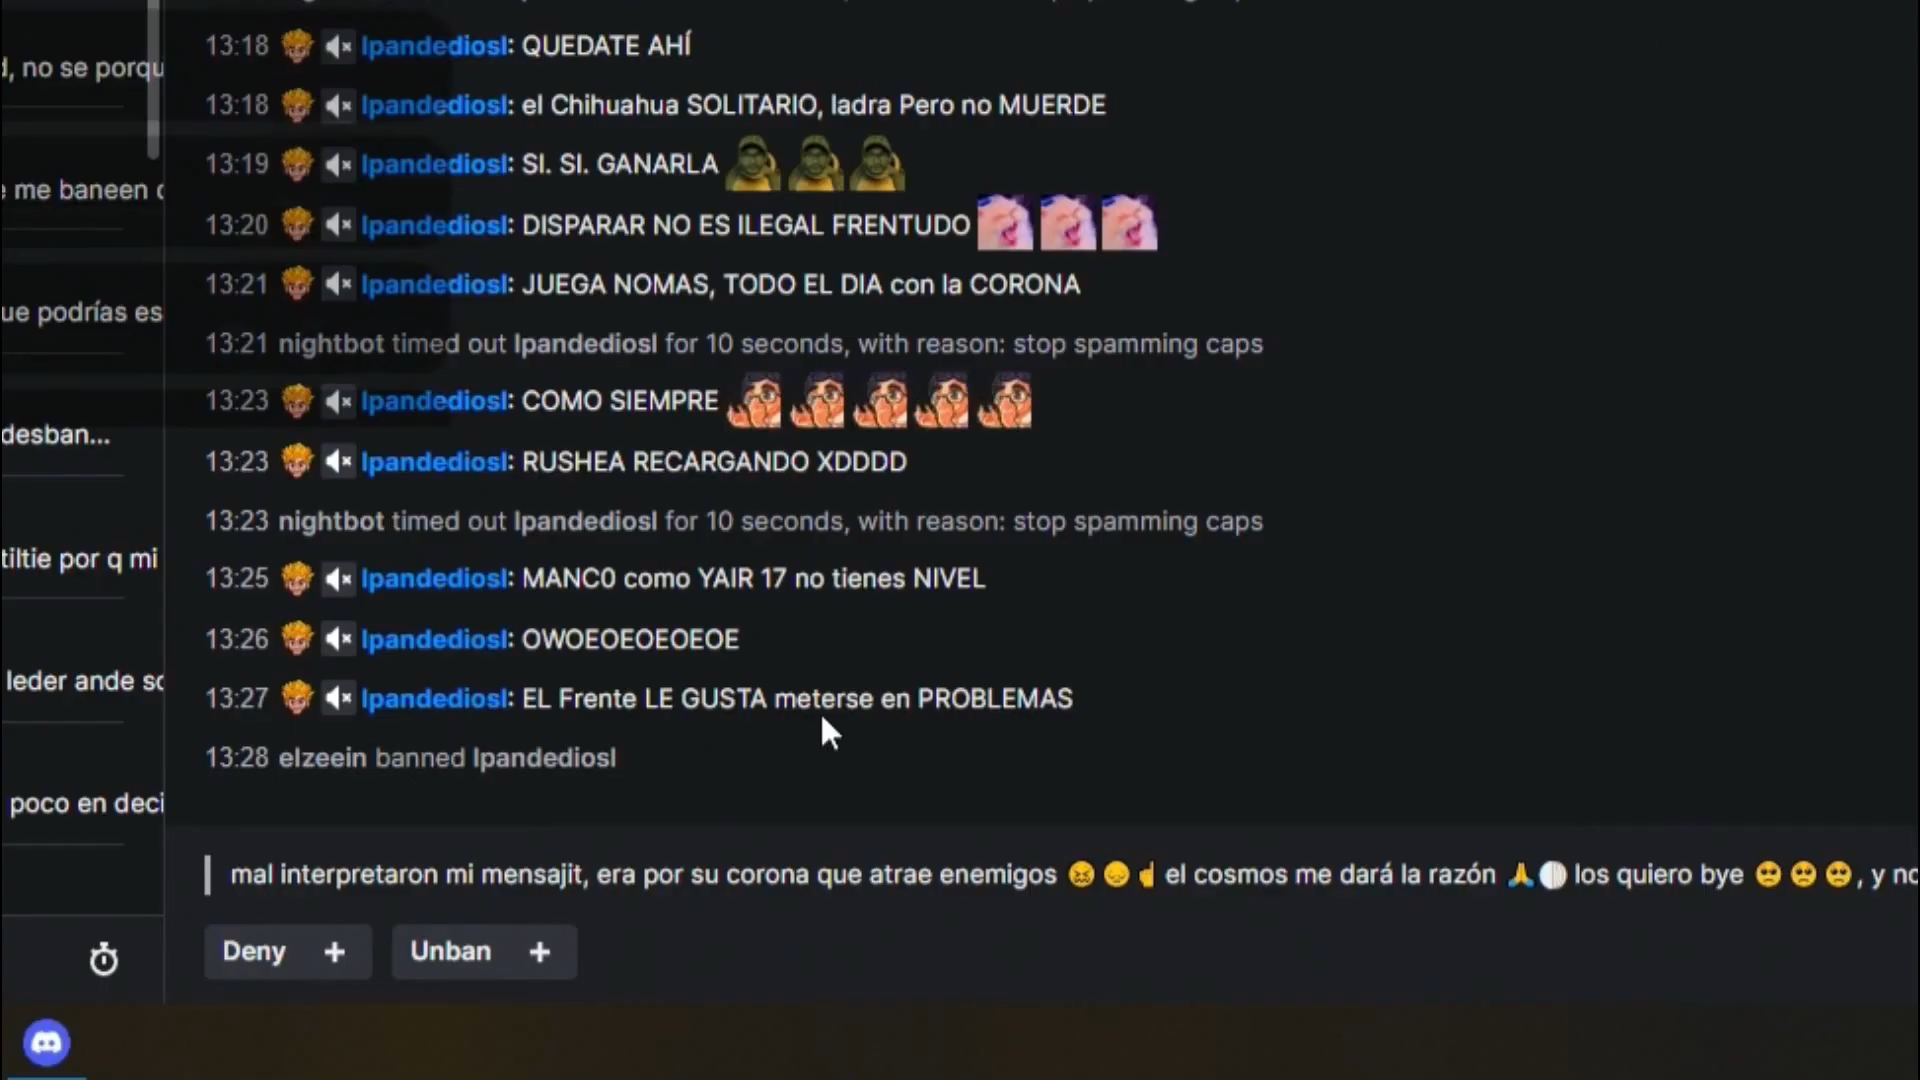 d, no se porqu
e me baneen
ue podrías es
desban...
tiltie por q mi
leder ande so
poco en deci
13:18 lpandediosl: QUEDATE AHÍ
13:18 lpandediosl: el Chihuahua SOLITARIO, ladra Pero no MUERDE
13:19 lpandediosl: SI. SI. GANARLA
13:20 lpandediosl: DISPARAR NO ES ILEGAL FRENTUDO
13:21 lpandediosl: JUEGA NOMAS, TODO EL DIA con la CORONA
13:21 nightbot timed out lpandediosl for 10 seconds, with reason: stop spamming caps
13:23 lpandediosl: COMO SIEMPRE
13:23 lpandediosl: RUSHEA RECARGANDO XDDDD
13:23 nightbot timed out lpandediosl for 10 seconds, with reason: stop spamming caps
13:25 lpandediosl: MANC0 como YAIR 17 no tienes NIVEL
13:26 lpandediosl: OWOEOEOEOEOE
13:27 lpandediosl: EL Frente LE GUSTA meterse en PROBLEMAS
13:28 elzeein banned lpandediosl
mal interpretaron mi mensajit, era por su corona que atrae enemigos 😖😞☝️ el cosmos me dará la razón 🙏 los quiero bye 🥺🥺🥺, y no
Deny +
Unban +